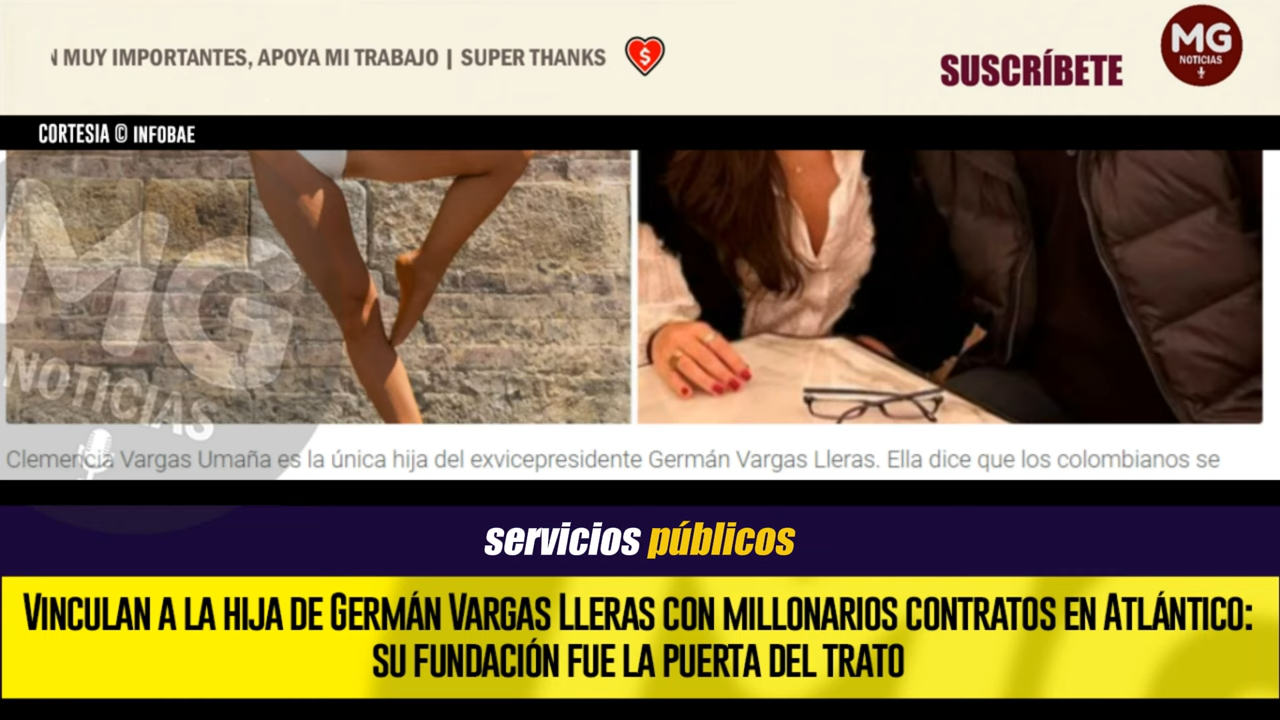 N MUY IMPORTANTES, APOYA MI TRABAJO | SUPER THANKS
$
SUSCRÍBETE
MG
NOTICIAS
CORTESIA © INFOBAE
MG
NOTICIAS
Clemencia Vargas Umaña es la única hija del exvicepresidente Germán Vargas Lleras. Ella dice que los colombianos se
servicios públicos
VINCULAN A LA HIJA DE GERMÁN VARGAS LLERAS CON MILLONARIOS CONTRATOS EN ATLÁNTICO:
SU FUNDACIÓN FUE LA PUERTA DEL TRATO